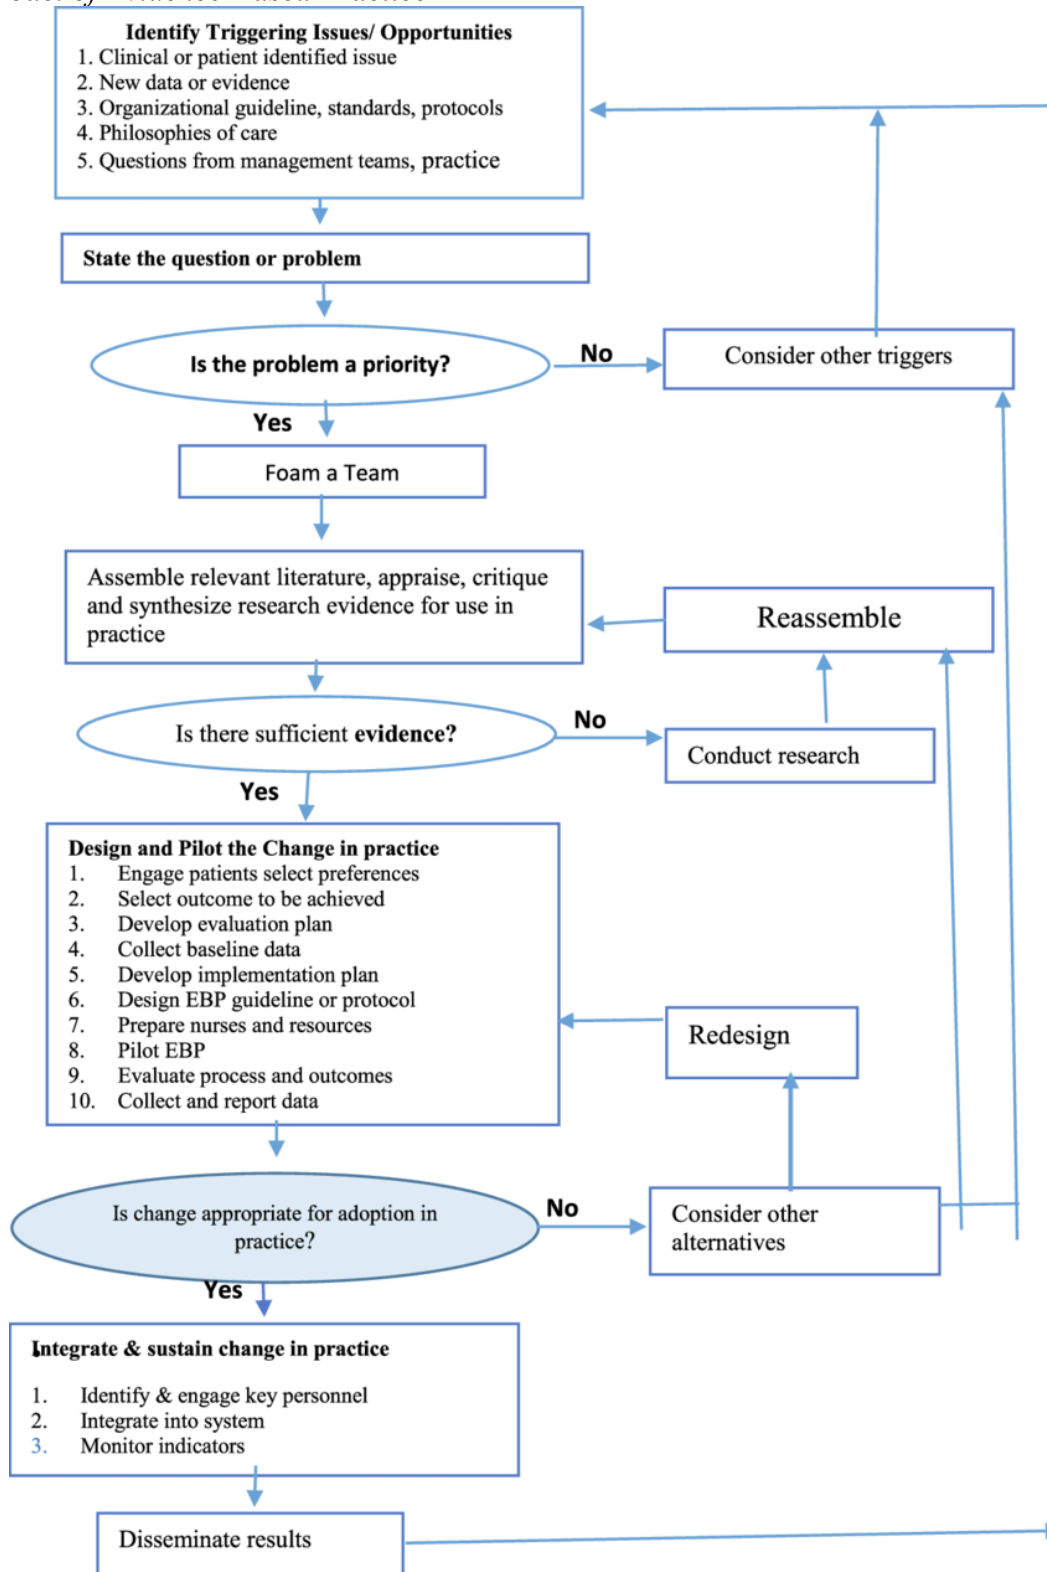 Identify Triggering Issues/ Opportunities
1. Clinical or patient identified issue
2. New data or evidence
3. Organizational guideline, standards, protocols
4. Philosophies of care
5. Questions from management teams, practice
State the question or problem
Is the problem a priority?
No
Consider other triggers
Yes
Foam a Team
Assemble relevant literature, appraise, critique
and synthesize research evidence for use in
practice
Reassemble
Is there sufficient evidence?
No
Conduct research
Yes
Design and Pilot the Change in practice
1. Engage patients select preferences
2. Select outcome to be achieved
3. Develop evaluation plan
4. Collect baseline data
5. Develop implementation plan
6. Design EBP guideline or protocol
7. Prepare nurses and resources
8. Pilot EBP
9. Evaluate process and outcomes
10. Collect and report data
Redesign
Is change appropriate for adoption in
practice?
No
Consider other
alternatives
Yes
Integrate & sustain change in practice
1. Identify & engage key personnel
2. Integrate into system
3. Monitor indicators
Disseminate results